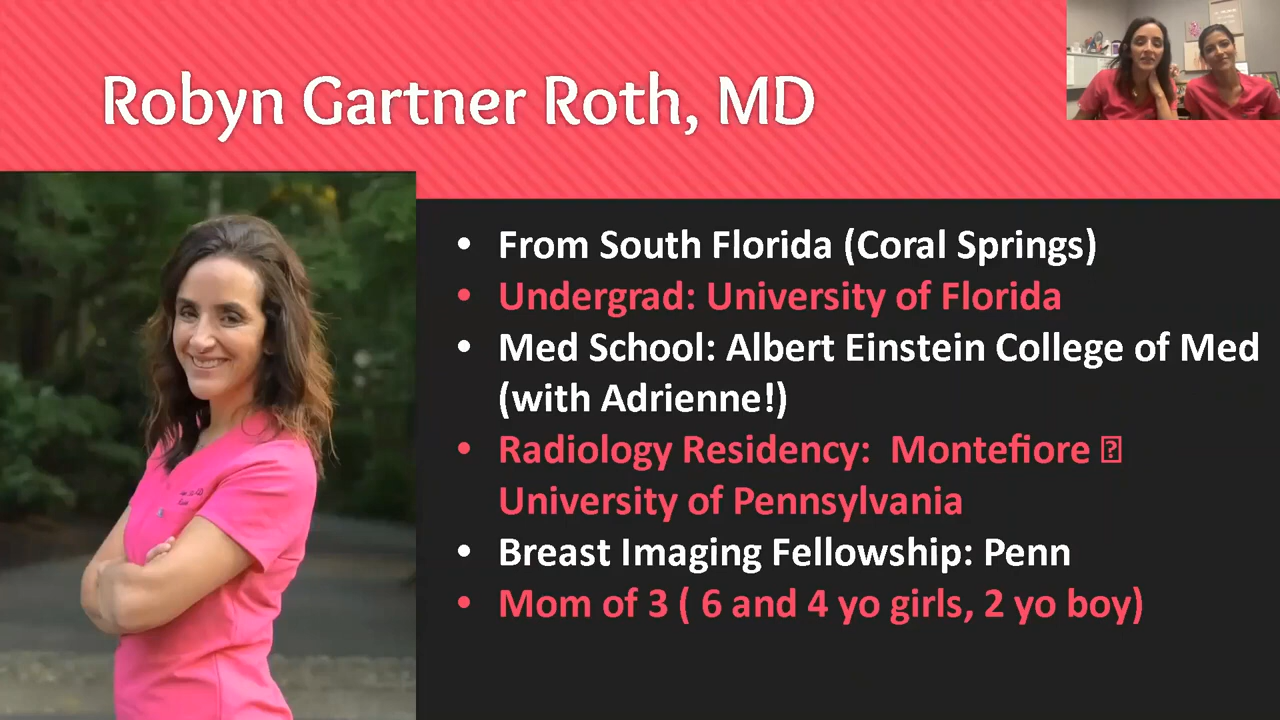 Robyn Gartner Roth, MD
• From South Florida (Coral Springs)
• Undergrad: University of Florida
• Med School: Albert Einstein College of Med
(with Adrienne!)
• Radiology Residency: Montefiore ⍰
University of Pennsylvania
• Breast Imaging Fellowship: Penn
• Mom of 3 ( 6 and 4 yo girls, 2 yo boy)